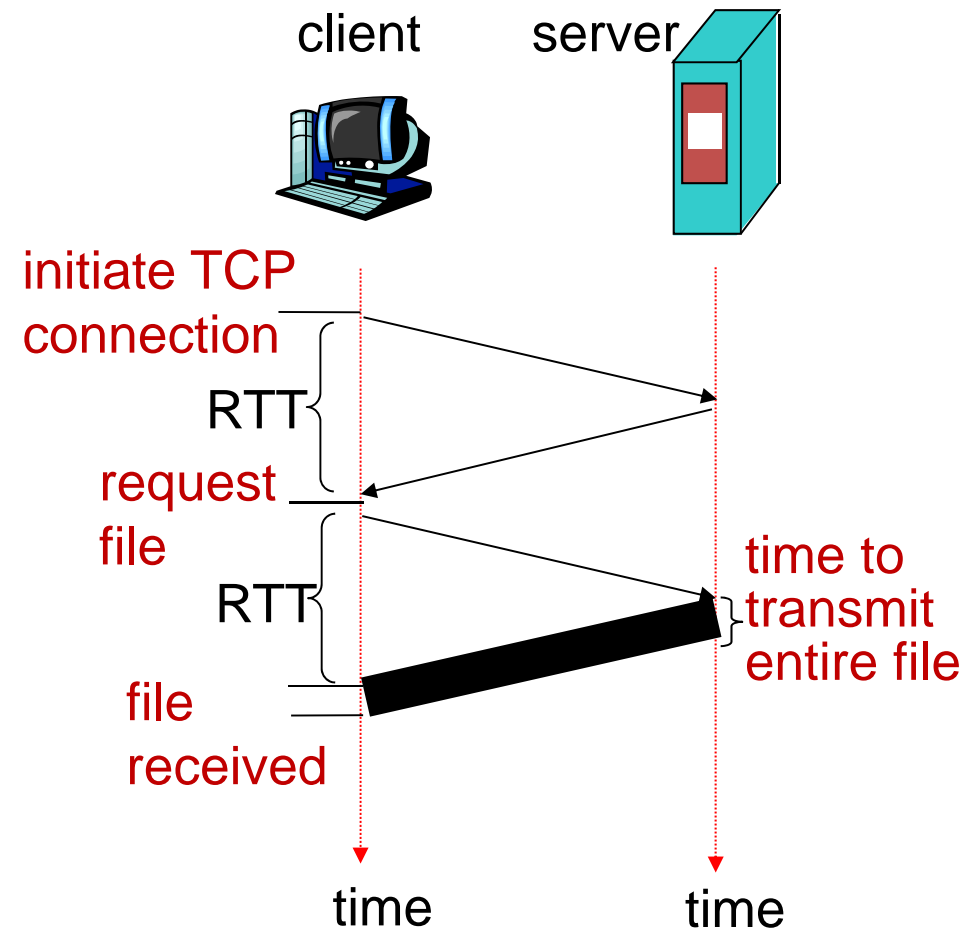 client
server
initiate TCP
connection
RTT
request
file
RTT
time to
transmit
entire file
file
received
time
time